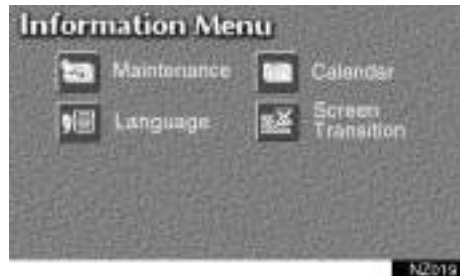 Information Menu
Maintenance
Calendar
Language
Screen
Transition
NZ019